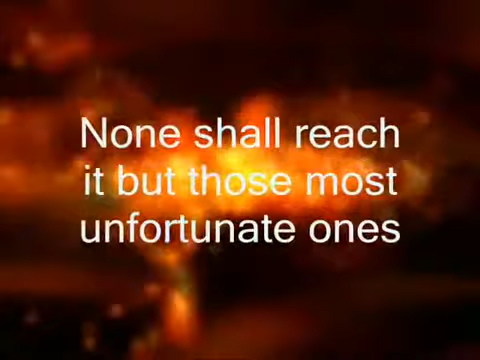 None shall reach
it but those most
unfortunate ones